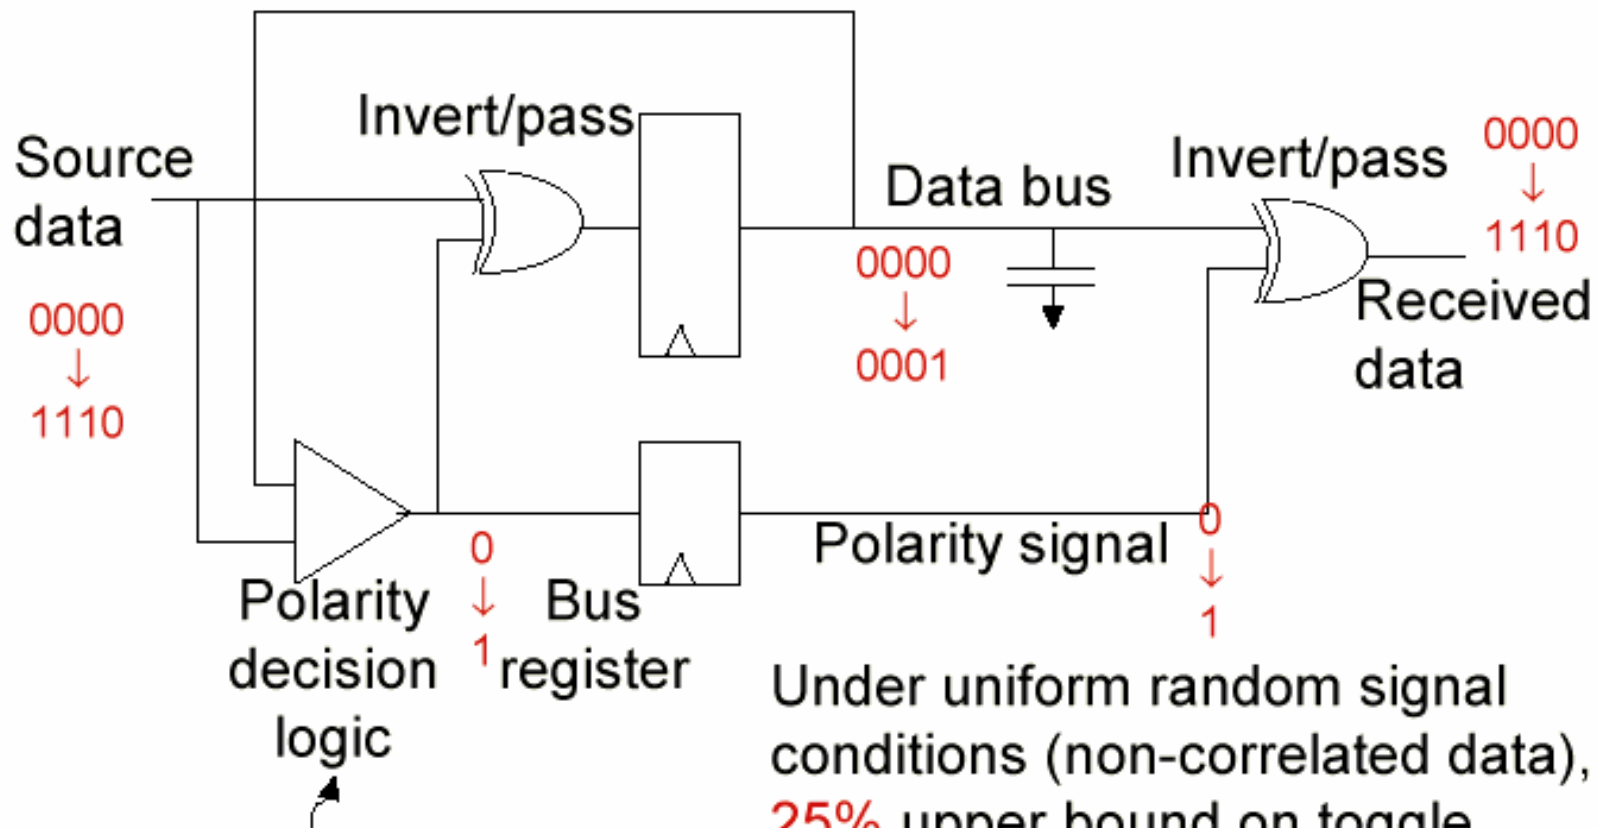 Invert/pass
Source
data
Invert/pass
0000
↓
1110
Data bus
0000
↓
1110
0000
↓
0001
Received
data
Polarity
decision
logic
0
↓
1
Bus
register
Polarity signal
0
↓
1
Under uniform random signal
conditions (non-correlated data),
25% upper bound on toggle